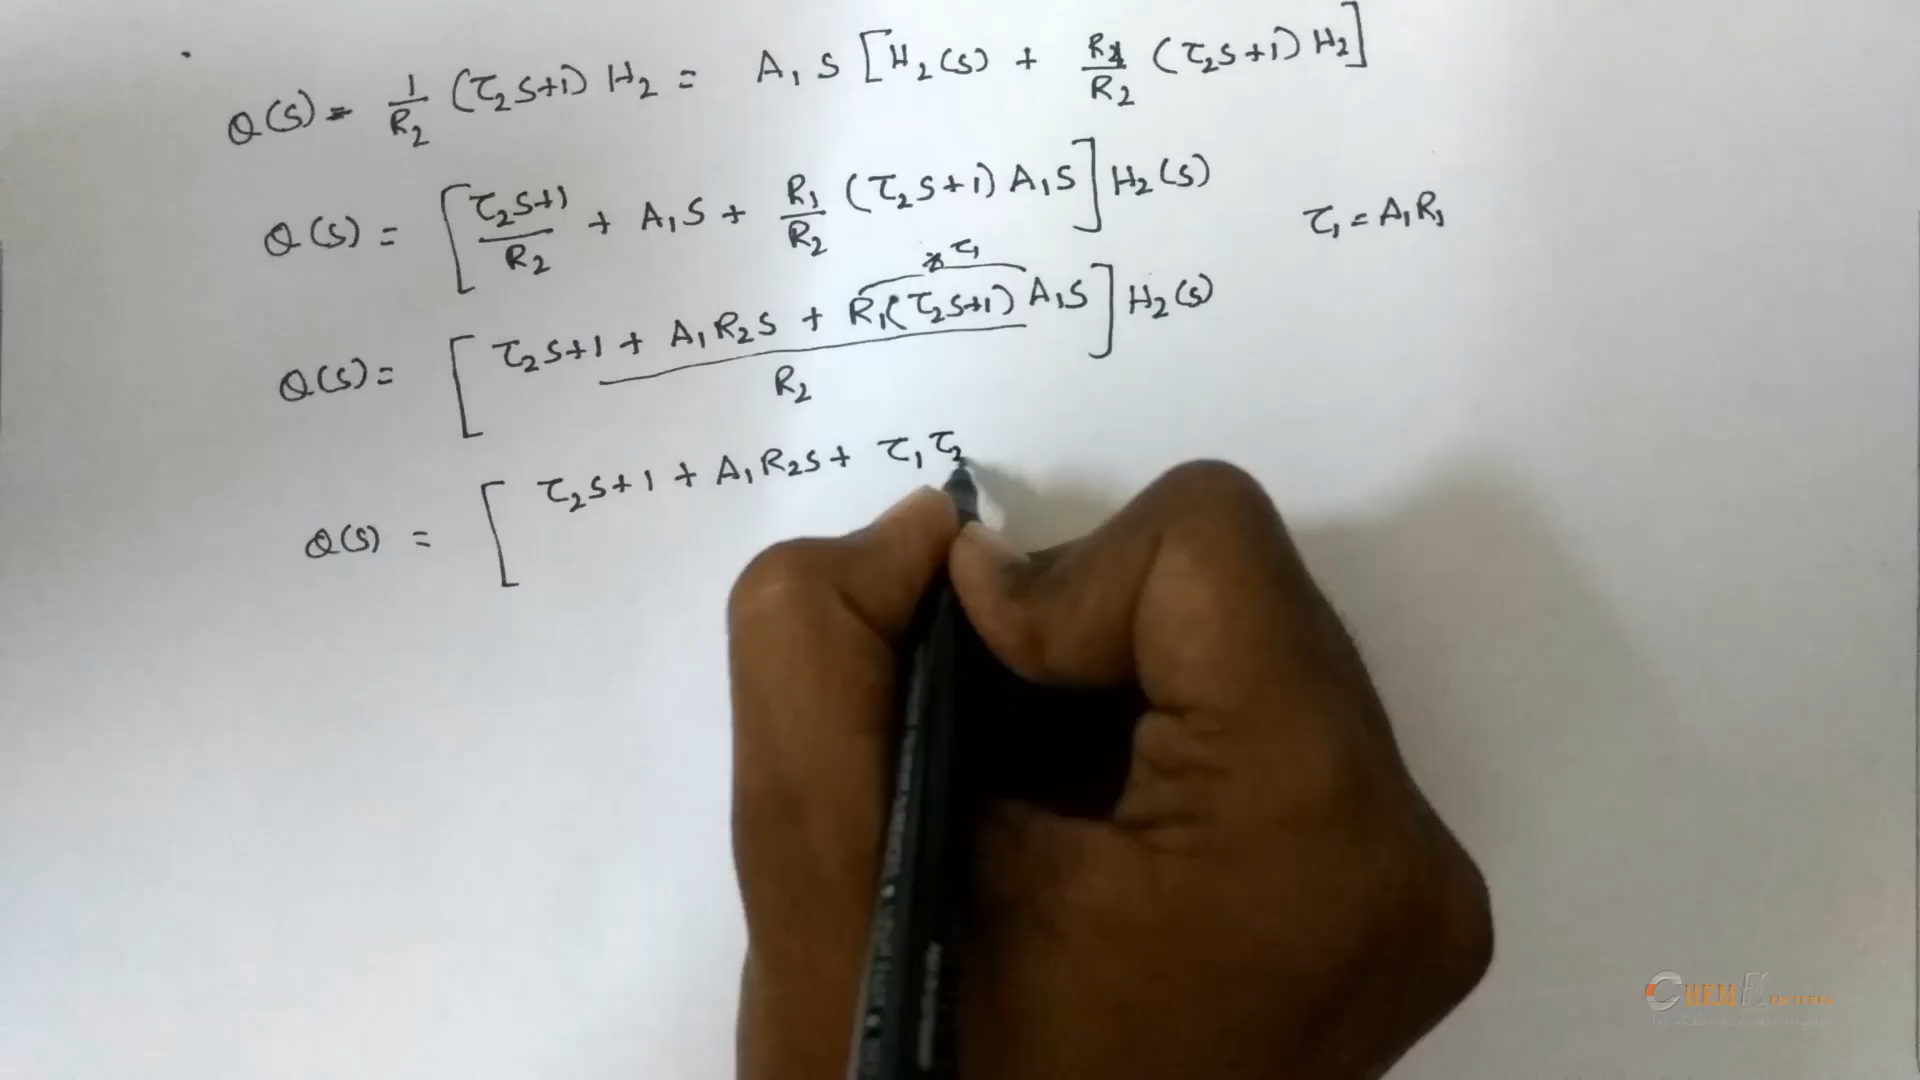 Q(s) = 1/R₂ (τ₂s+1) H₂ = A₁ s [H₂(s) + R₁/R₂ (τ₂s+1) H₂]
Q(s) = [(τ₂s+1)/R₂ + A₁s + R₁/R₂ (τ₂s+1) A₁s] H₂(s)
τ₁ = A₁R₁
τ₁
Q(s) = [(τ₂s+1 + A₁R₂s + R₁(τ₂s+1) A₁s)/R₂] H₂(s)
Q(s) = [τ₂s+1 + A₁R₂s + τ₁τ₂